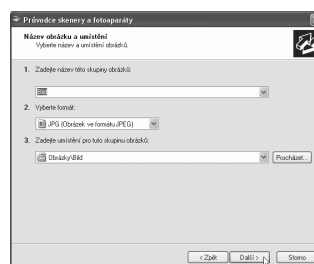 Průvodce skenery a fotoaparáty
Název obrázku a umístění
Vyberte název a umístění obrázků.
1. Zadejte název této skupiny obrázků:
Bild
2. Vyberte formát:
JPG (Obrázek ve formátu JPEG)
3. Zadejte umístění pro tuto skupinu obrázků:
Obrázky\Bild
Procházet...
< Zpět Další > Storno